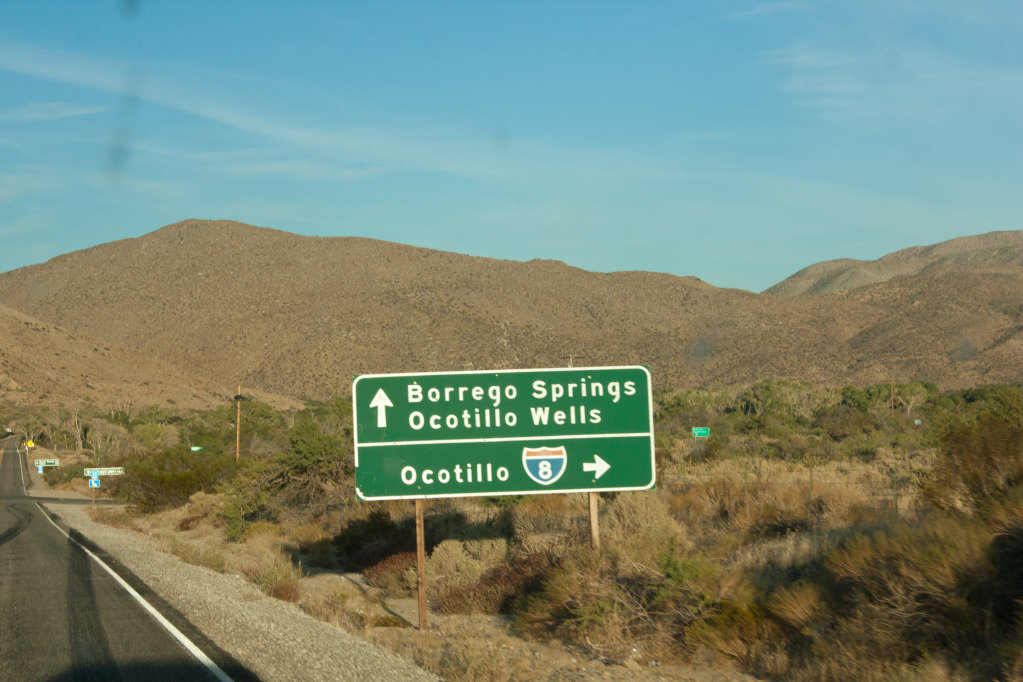 Borrego Springs
Ocotillo Wells
Ocotillo 8